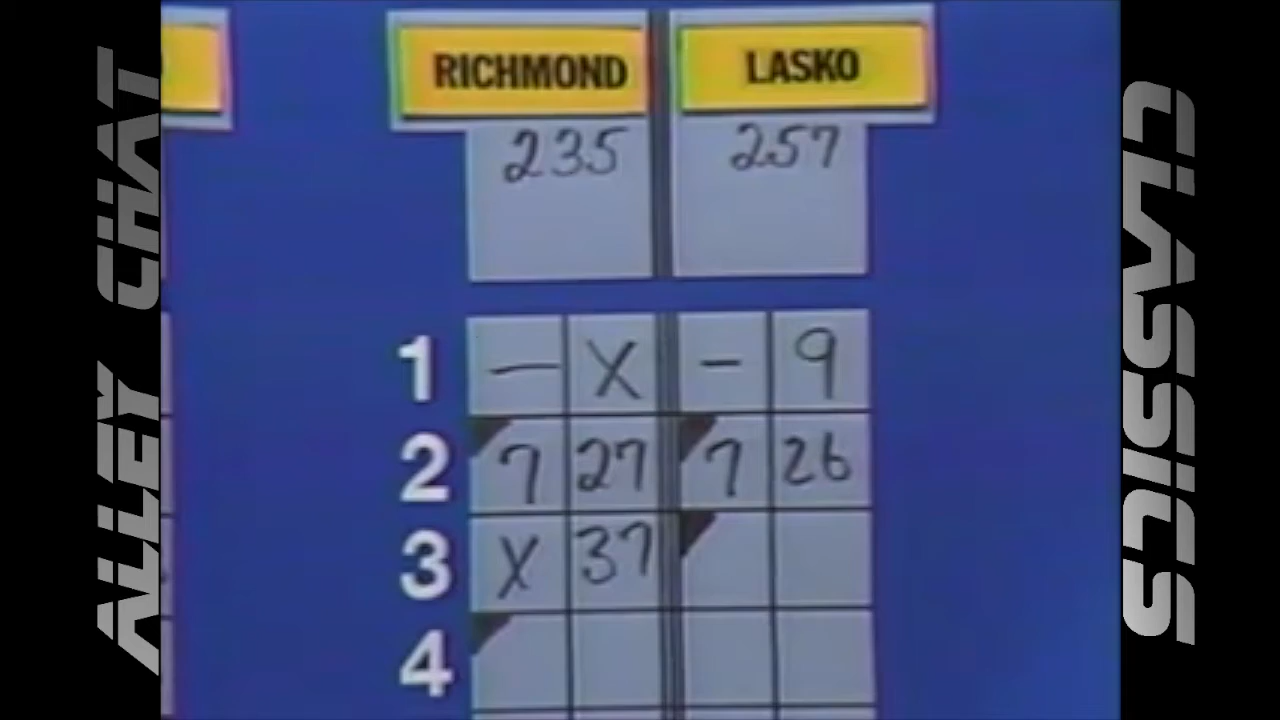 ALLEY CHAT
RICHMOND LASKO
235 257
1 — X - 9
2 7 27 7 26
3 X 37
4
CLASSICS